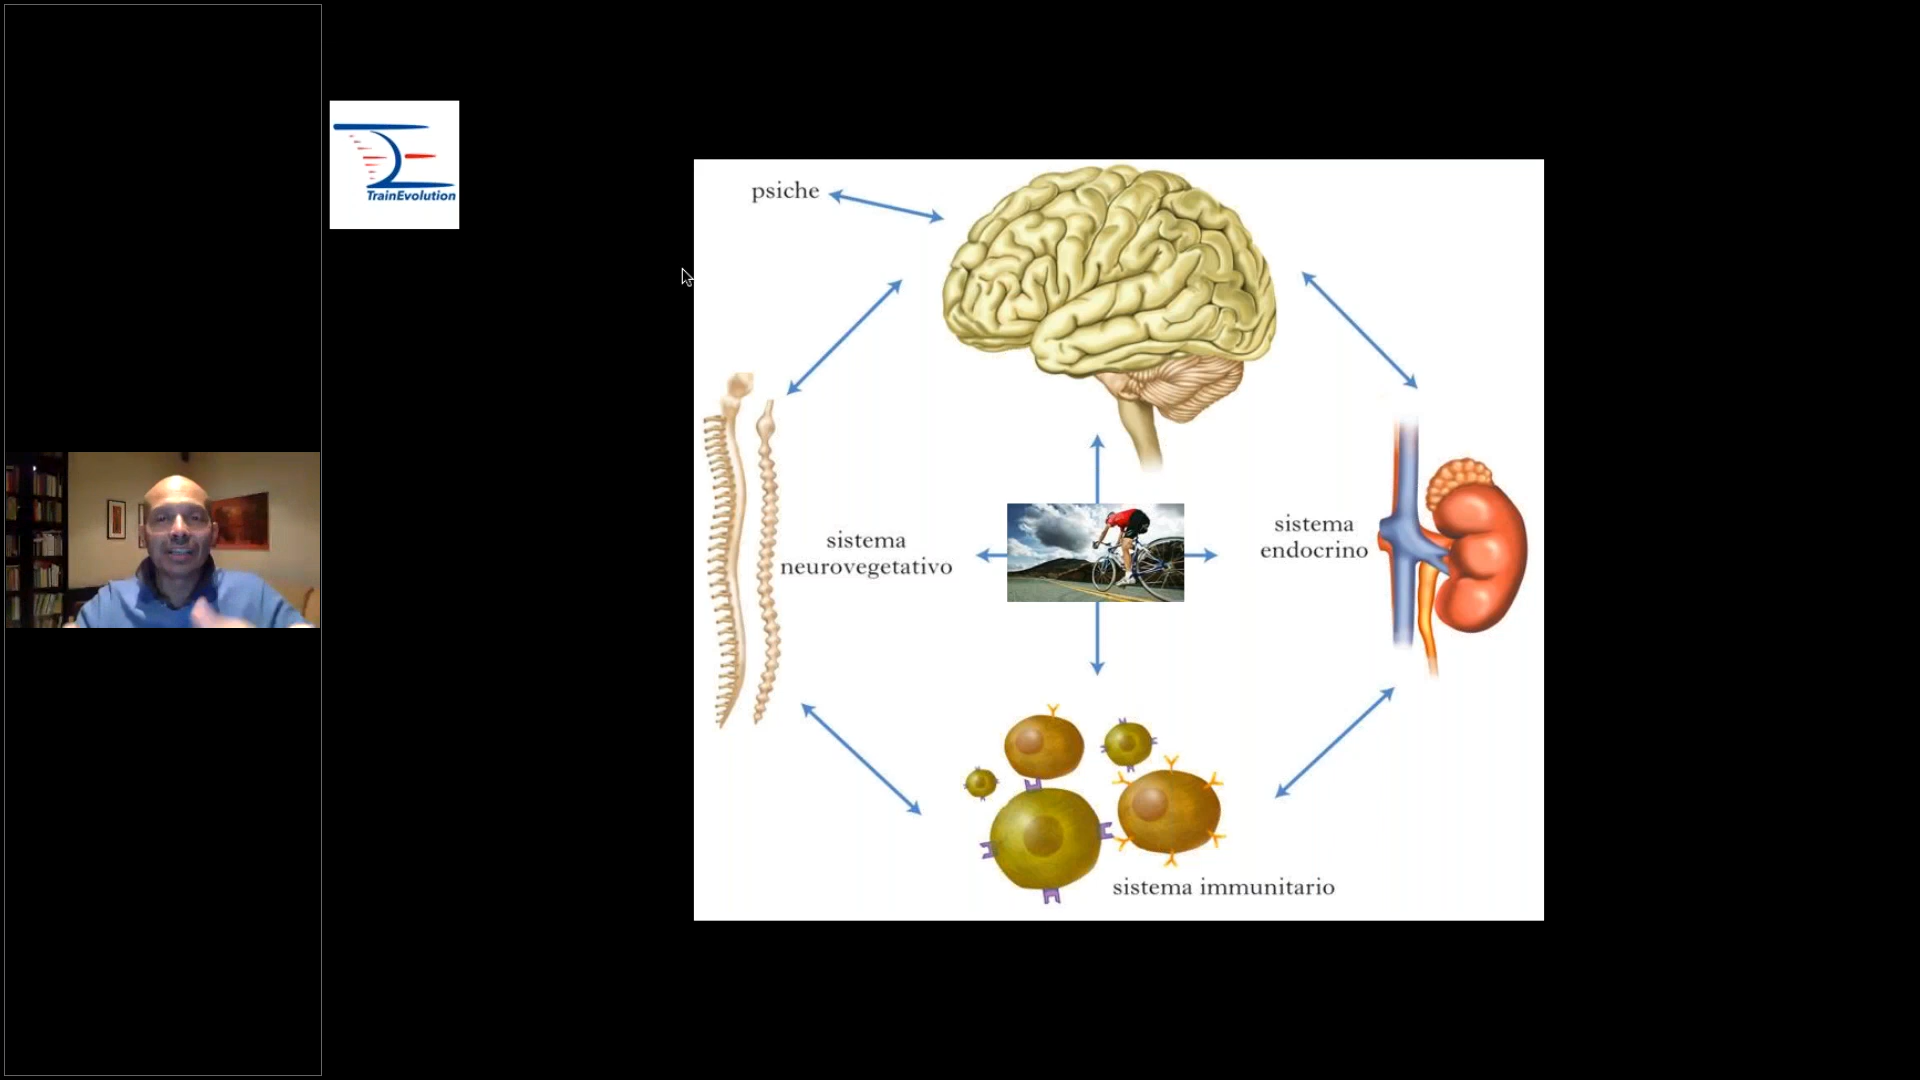 TrainEvolution
psiche
sistema
neurovegetativo
sistema
endocrino
sistema immunitario